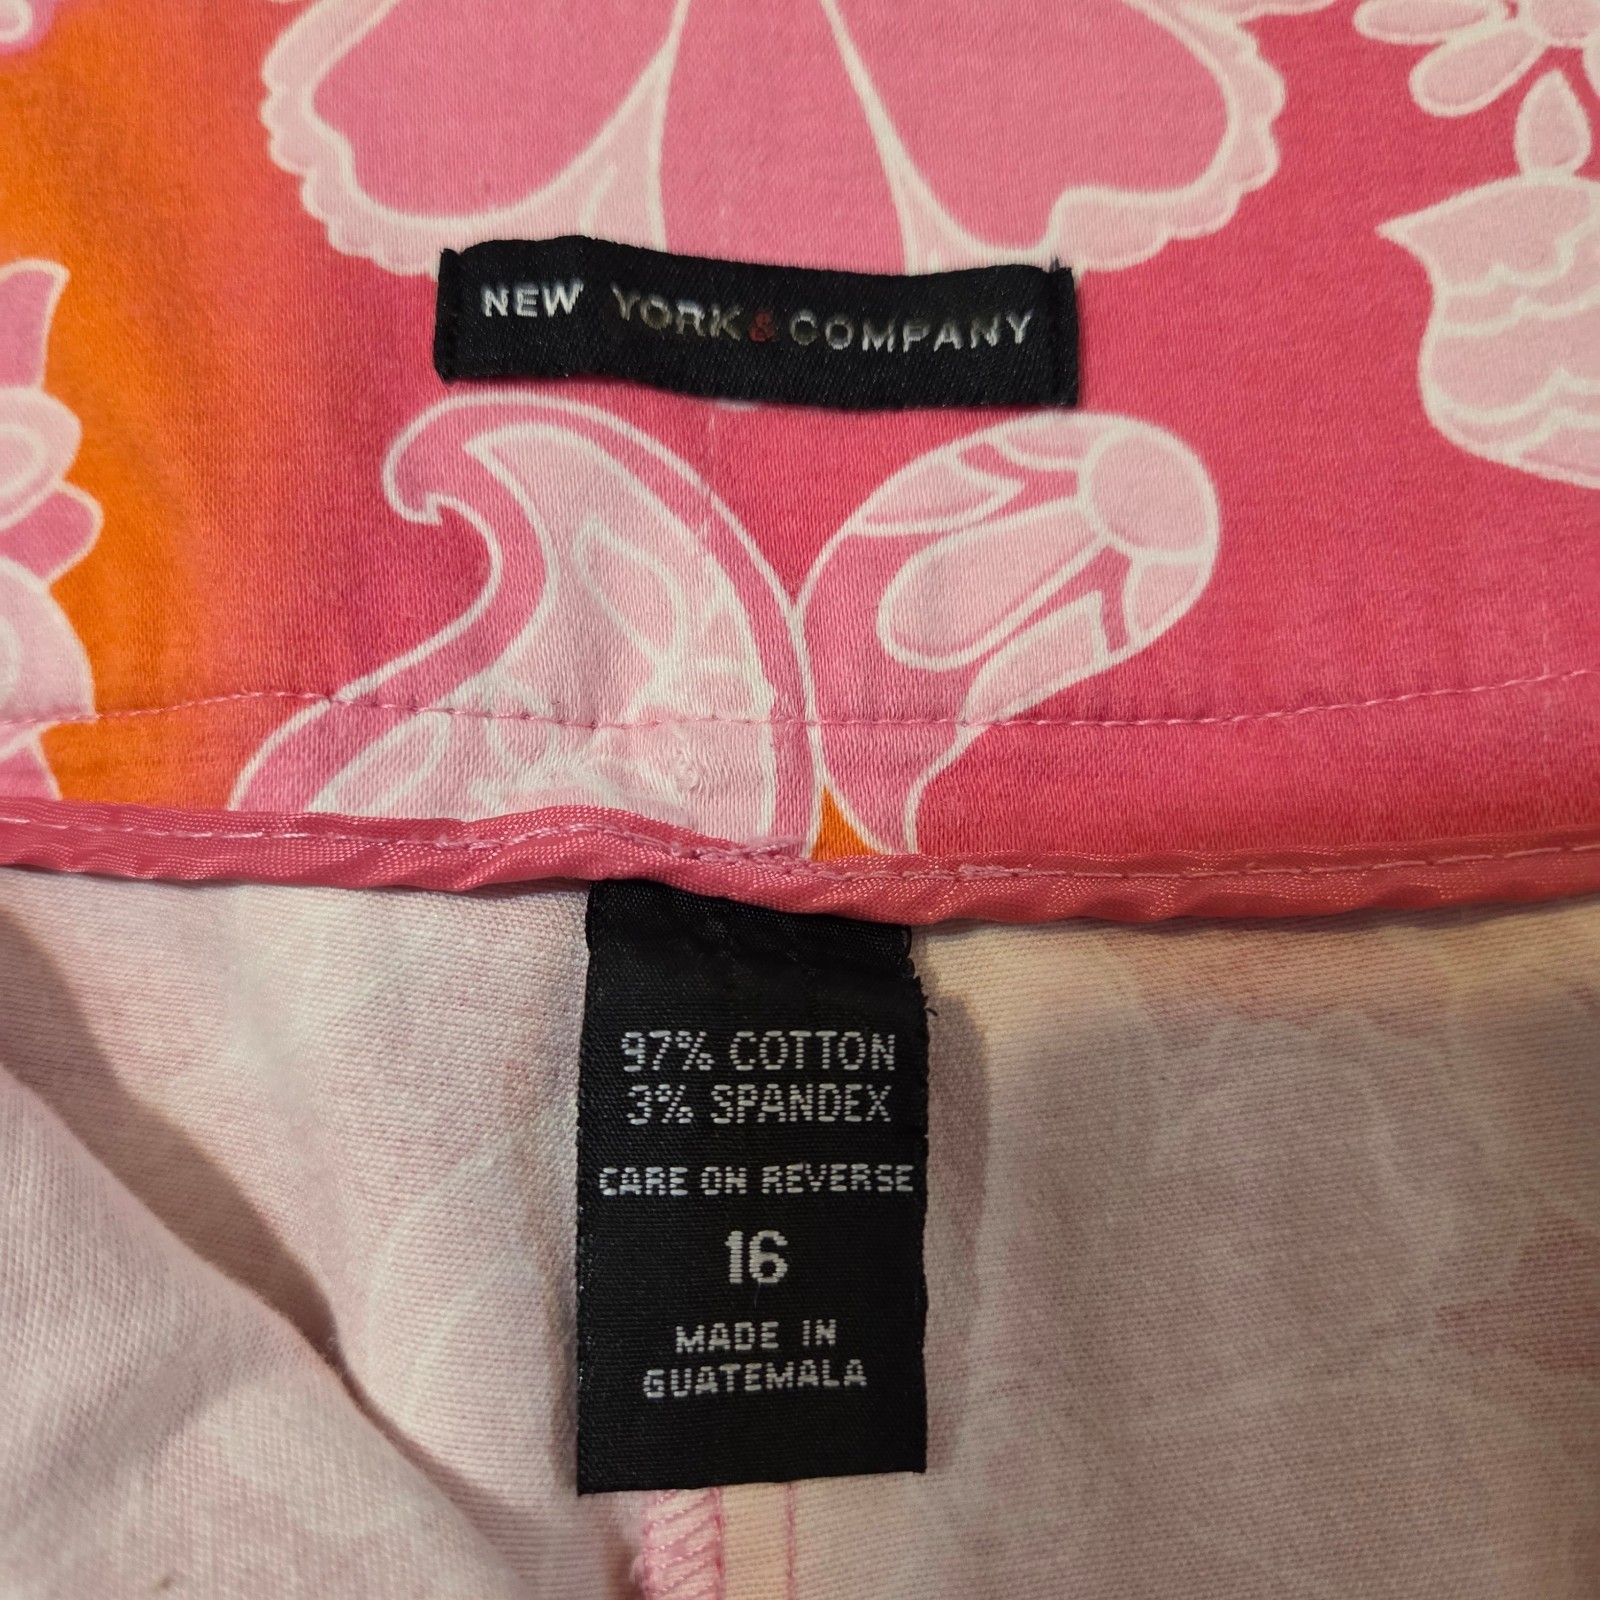 NEW YORK & COMPANY
97% COTTON
3% SPANDEX
CARE ON REVERSE
16
MADE IN
GUATEMALA